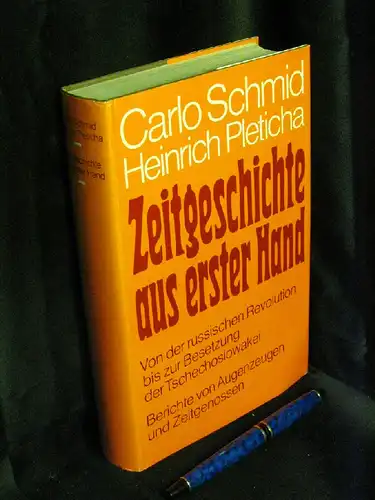 Carlo Schmid
Heinrich Pleticha
Zeitgeschichte
aus erster Hand
Von der russischen Revolution
bis zur Besetzung
der Tschechoslowakei
Berichte von Augenzeugen
und Zeitgenossen